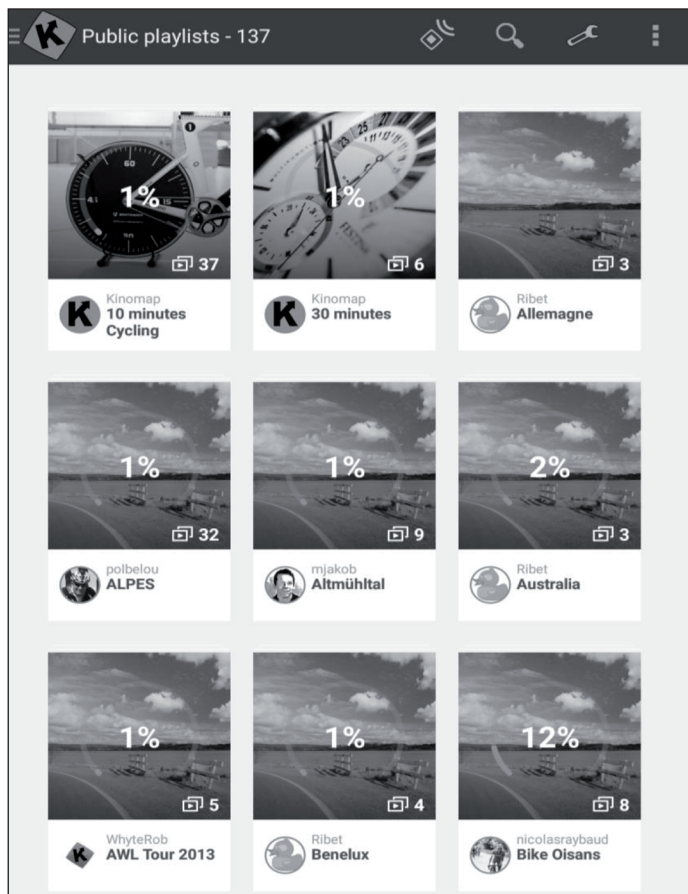 Public playlists - 137
1%
37
Kinomap
10 minutes
Cycling
1%
6
Kinomap
30 minutes
3
Ribet
Allemagne
1%
32
polbelou
ALPES
1%
9
mjakob
Altmühltal
2%
3
Ribet
Australia
1%
5
WhyteRob
AWL Tour 2013
1%
4
Ribet
Benelux
12%
8
nicolasraybaud
Bike Oisans